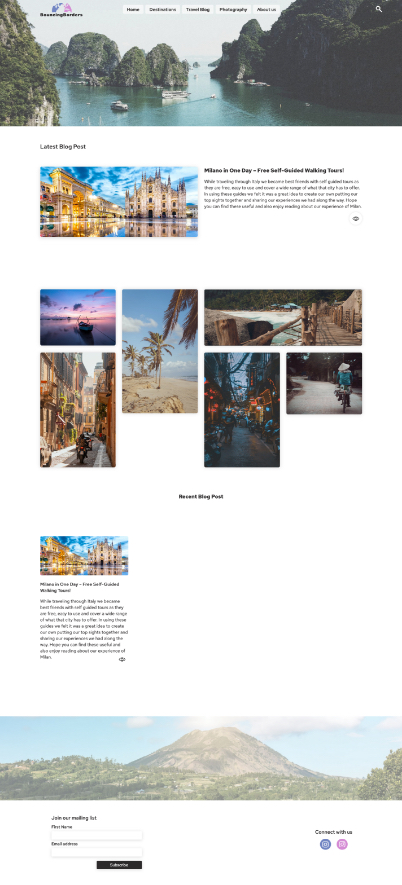 BouncingBorders
Home Destinations Travel Blog Photography About us
Latest Blog Post
Milano in One Day – Free Self-Guided Walking Tours!
While traveling through Italy we became best friends with self guided tours as
they are free, easy to use and cover a wide range of what that city has to offer.
In using these guides we felt it was a great idea to create our own putting our
top sights together and sharing our experiences we had along the way. Hope
you can find these useful and also enjoy reading about our experience of Milan.
Recent Blog Post
Milano in One Day – Free Self-Guided
Walking Tours!
While traveling through Italy we became
best friends with self guided tours as they
are free, easy to use and cover a wide range
of what that city has to offer. In using these
guides we felt it was a great idea to create
our own putting our top sights together and
sharing our experiences we had along the
way. Hope you can find these useful and
also enjoy reading about our experience of
Milan.
Join our mailing list
First Name
Email address
Subscribe
Connect with us